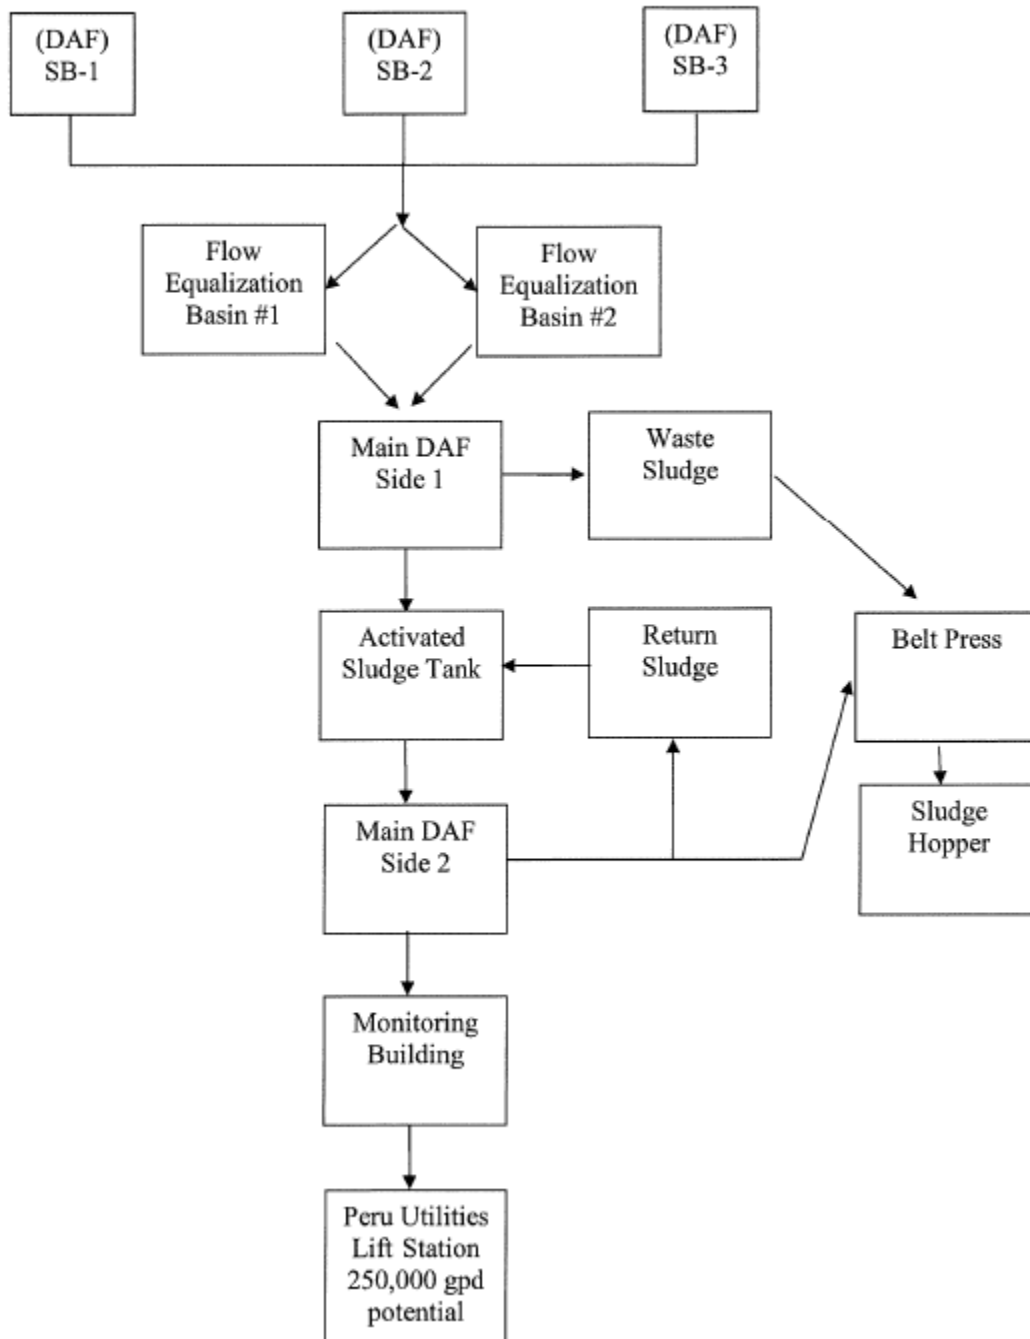 (DAF)
SB-1
(DAF)
SB-2
(DAF)
SB-3
Flow
Equalization
Basin #1
Flow
Equalization
Basin #2
Main DAF
Side 1
Waste
Sludge
Activated
Sludge Tank
Return
Sludge
Belt Press
Main DAF
Side 2
Sludge
Hopper
Monitoring
Building
Peru Utilities
Lift Station
250,000 gpd
potential